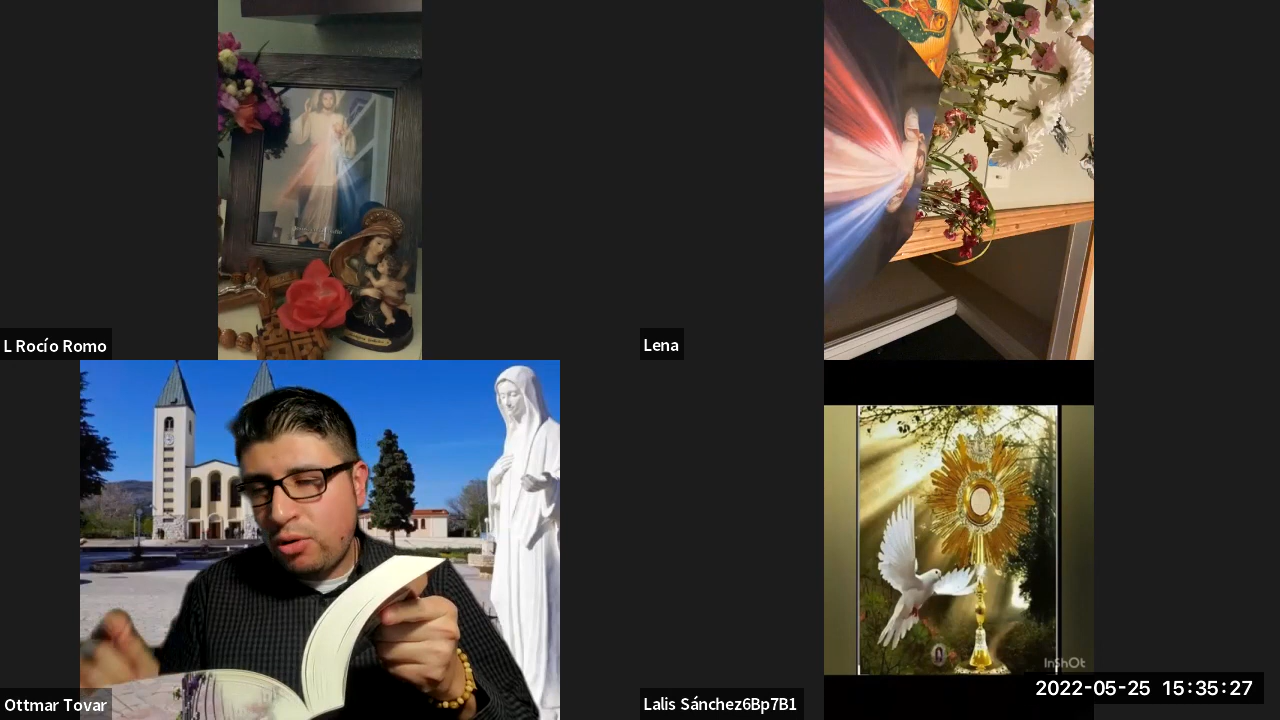 L Rocío Romo
Lena
Ottmar Tovar
Lalis Sánchez6Bp7B1
InShOt
2022-05-25 15:35:27